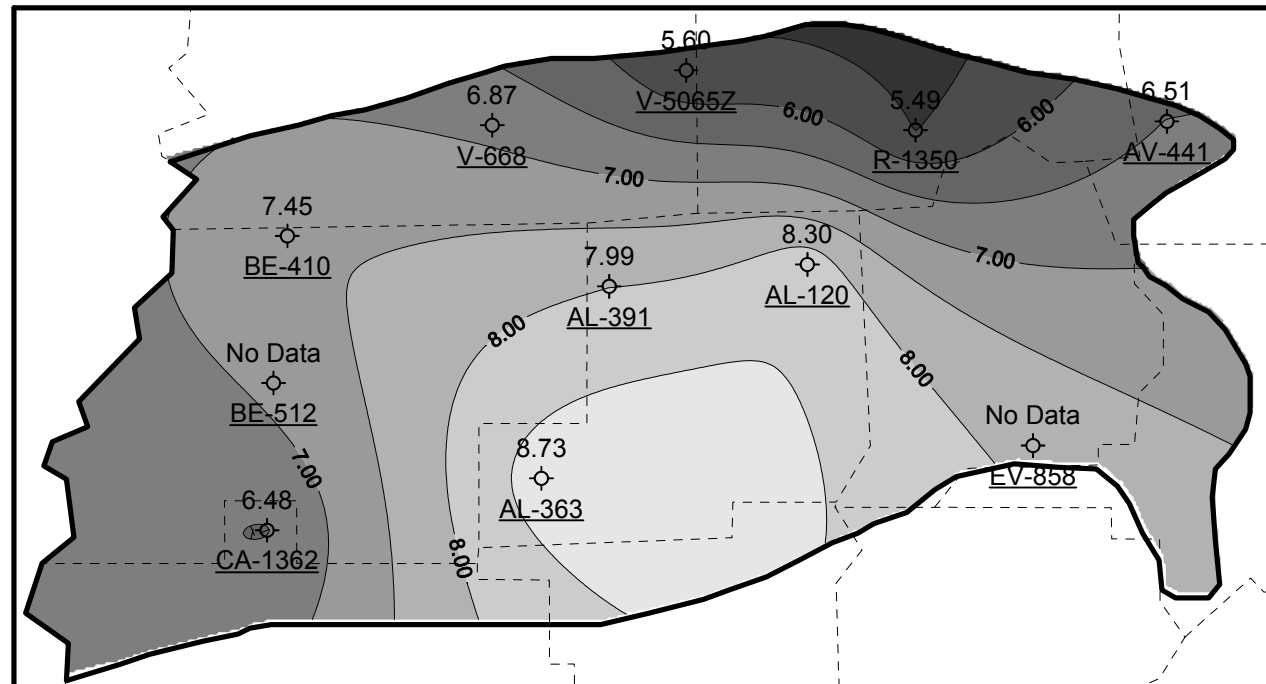 5.60
V-5065Z
6.87
V-668
6.00
5.49
R-1350
6.00
6.51
AV-441
7.00
7.45
BE-410
7.99
AL-391
8.30
AL-120
7.00
8.00
8.00
No Data
BE-512
No Data
EV-858
7.00
8.73
AL-363
6.48
CA-1362
8.00